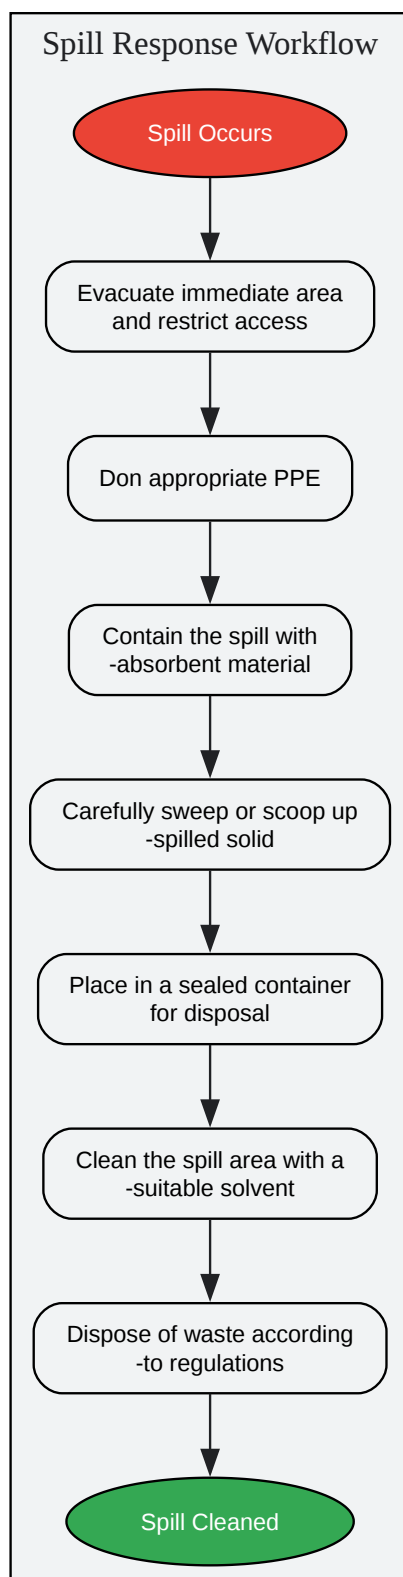 Spill Response Workflow
Spill Occurs
Evacuate immediate area
and restrict access
Don appropriate PPE
Contain the spill with
-absorbent material
Carefully sweep or scoop up
-spilled solid
Place in a sealed container
for disposal
Clean the spill area with a
-suitable solvent
Dispose of waste according
-to regulations
Spill Cleaned